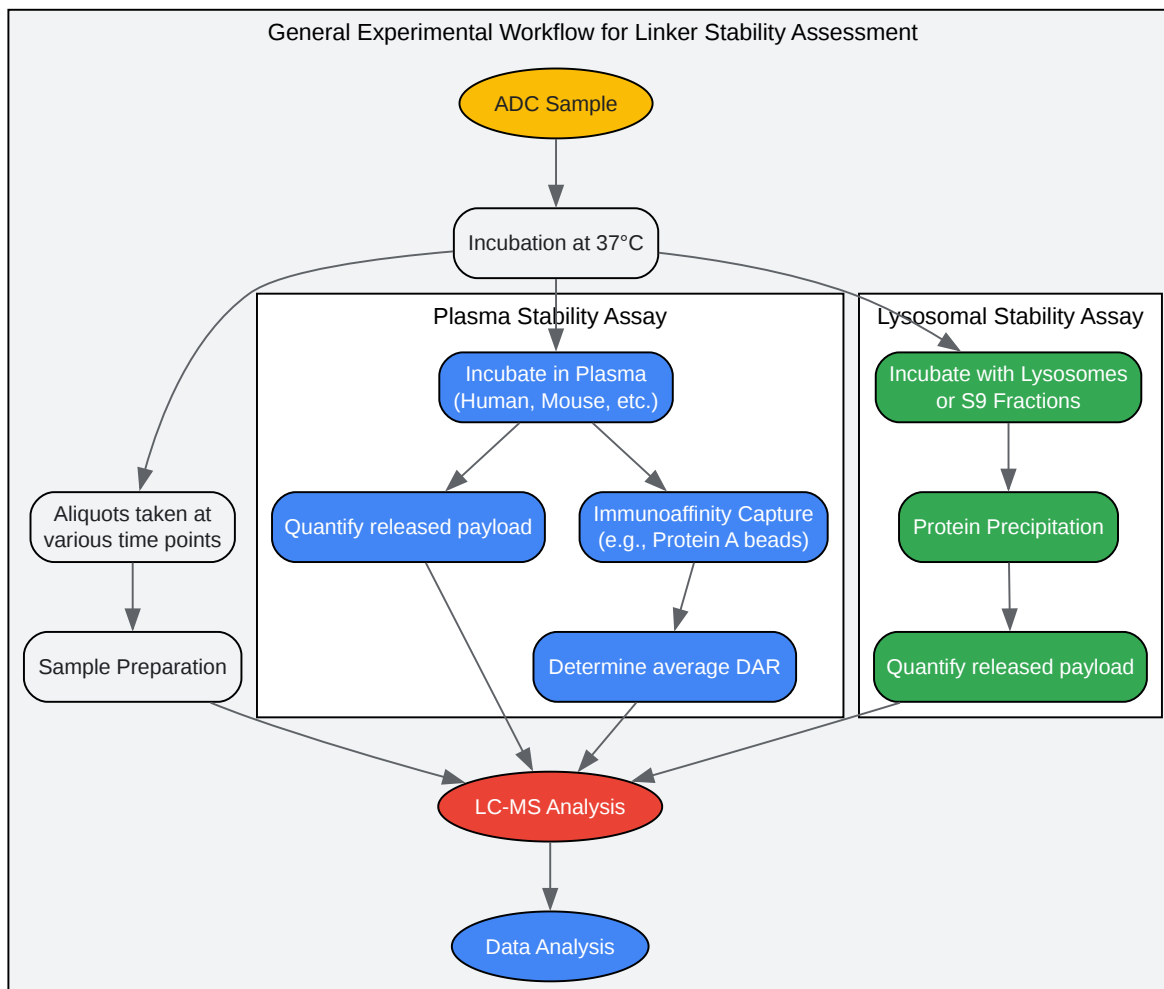 General Experimental Workflow for Linker Stability Assessment
ADC Sample
Incubation at 37°C
Plasma Stability Assay
Lysosomal Stability Assay
Incubate in Plasma
(Human, Mouse, etc.)
Incubate with Lysosomes
or S9 Fractions
Aliquots taken at
various time points
Quantify released payload
Immunoaffinity Capture
(e.g., Protein A beads)
Protein Precipitation
Sample Preparation
Determine average DAR
Quantify released payload
LC-MS Analysis
Data Analysis